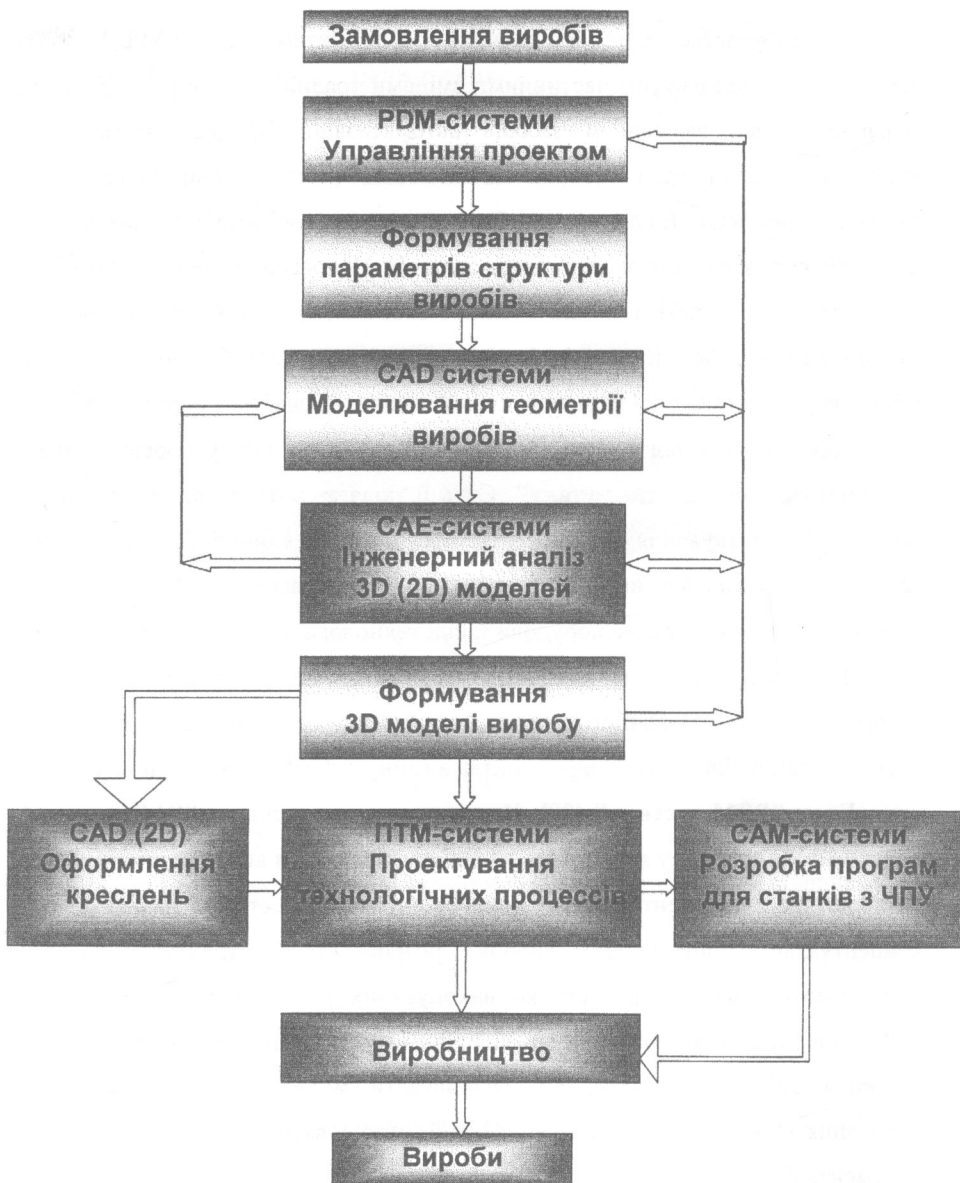 Замовлення виробів
PDM-системи
Управління проектом
Формування
параметрів структури
виробів
CAD системи
Моделювання геометрії
виробів
CAE-системи
Інженерний аналіз
3D (2D) моделей
Формування
3D моделі виробу
CAD (2D)
Оформлення
креслень
ПТМ-системи
Проектування
технологічних процессів
САМ-системи
Розробка програм
для станків з ЧПУ
Виробництво
Вироби